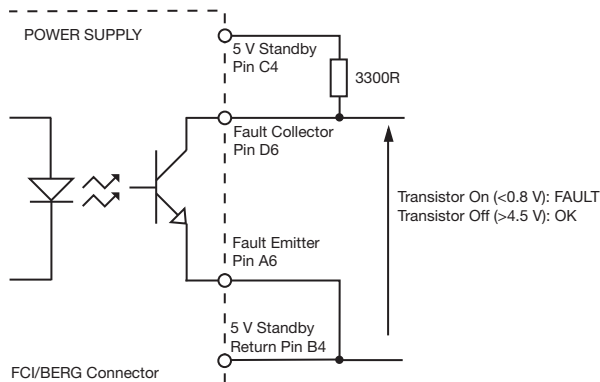 POWER SUPPLY
5 V Standby
Pin C4
3300R
Fault Collector
Pin D6
Transistor On (<0.8 V): FAULT
Transistor Off (>4.5 V): OK
Fault Emitter
Pin A6
5 V Standby
Return Pin B4
FCI/BERG Connector